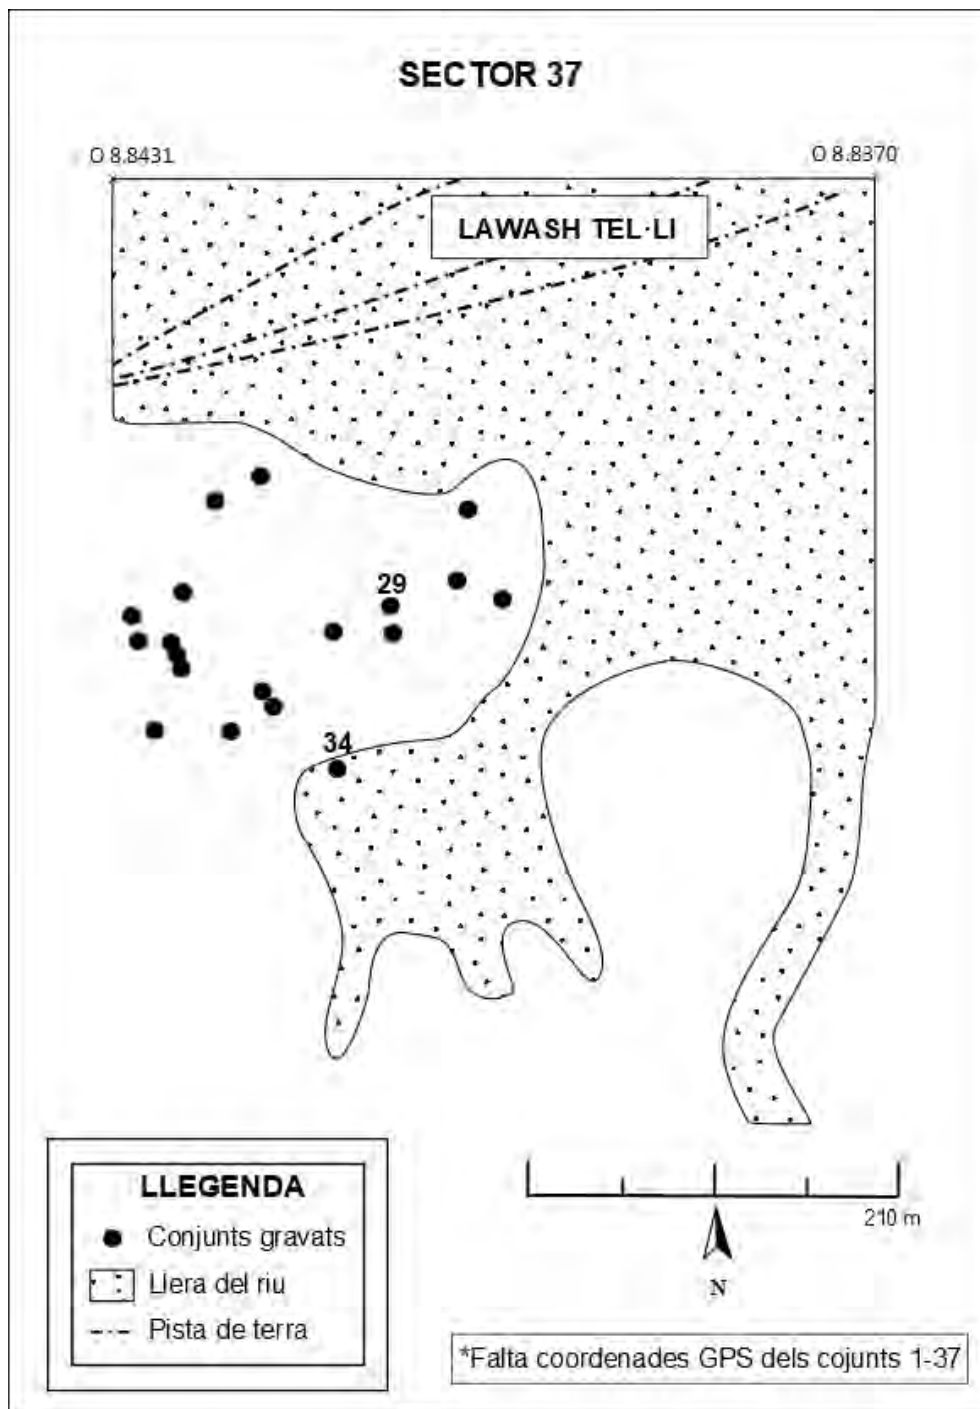 SECTOR 37
O 8.8431
O 8.8370
LAWASH TEL·LI
29
34
LLEGENDA
Conjunts gravats
Llera del riu
Pista de terra
210 m
N
*Falta coordenades GPS dels cojunts 1-37